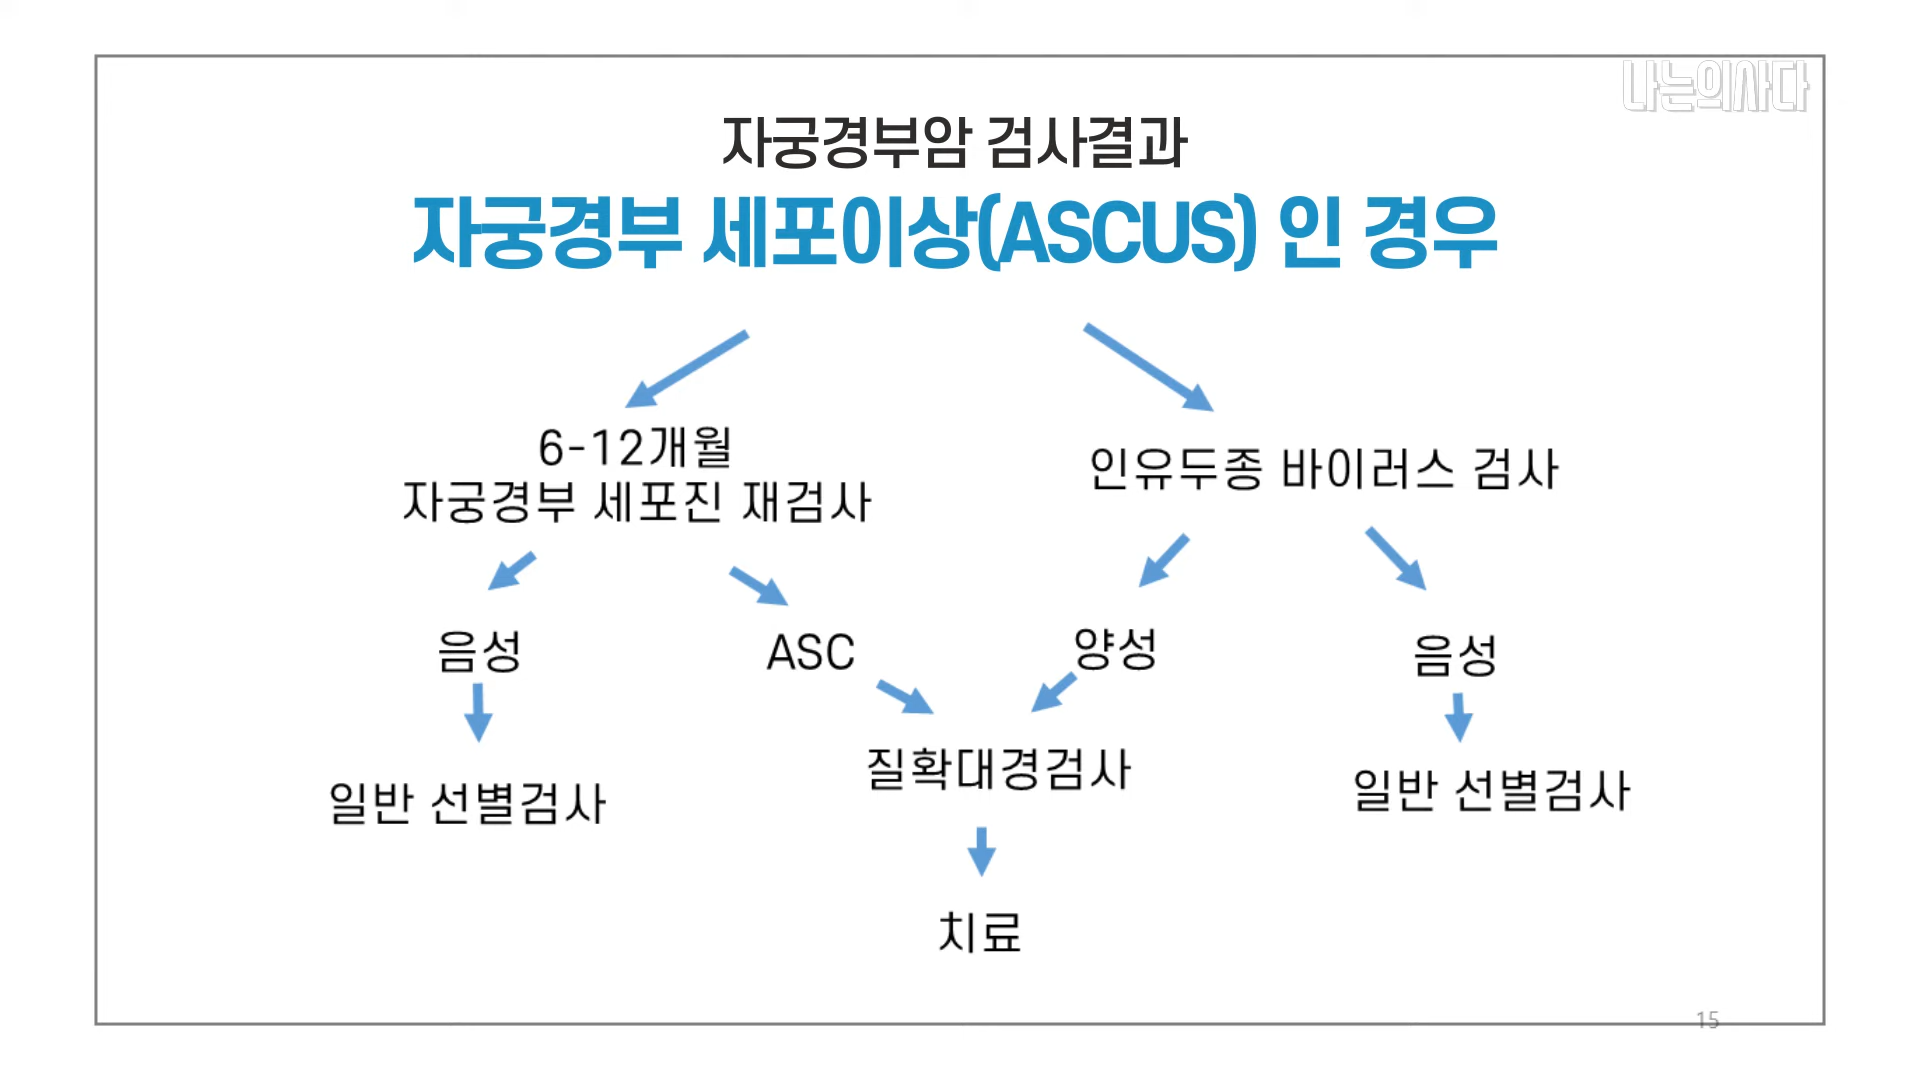 나는의사다
자궁경부암 검사결과
자궁경부 세포이상(ASCUS) 인 경우
6-12개월
자궁경부 세포진 재검사
인유두종 바이러스 검사
음성
ASC
양성
음성
일반 선별검사
질확대경검사
일반 선별검사
치료
15